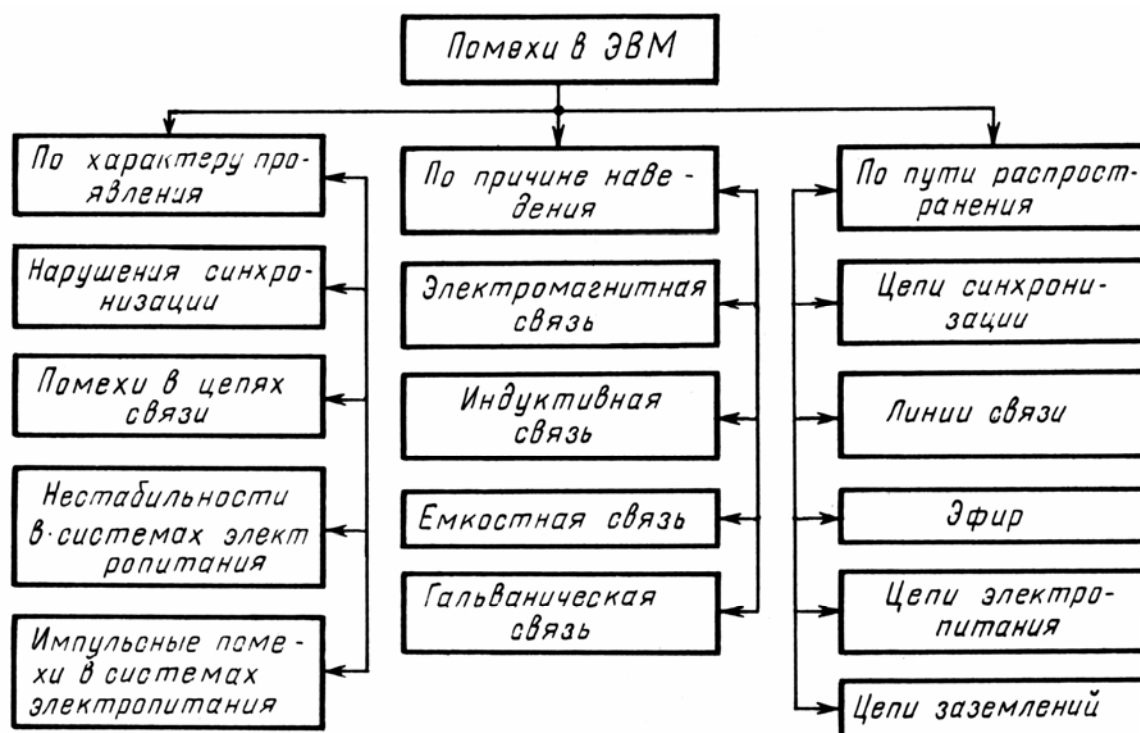 Помехи в ЭВМ
По характеру про-
явления
Нарушения синхро-
низации
Помехи в цепях
связи
Нестабильности
в·системах элект
ропитания
Импульсные поме-
хи в системах
электропитания
По причине наве-
дения
Электромагнитная
связь
Индуктивная
связь
Емкостная связь
Гальваническая
связь
По пути распрост-
ранения
Цепи синхрони-
зации
Линии связи
Эфир
Цепи электро-
питания
Цепи заземлений